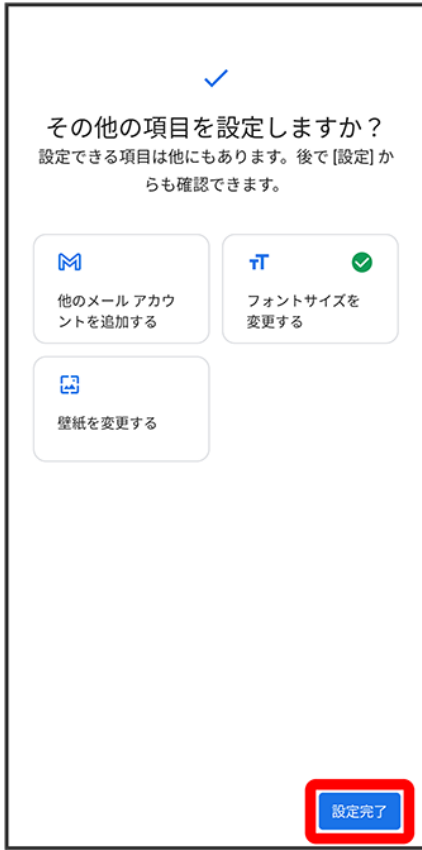 その他の項目を設定しますか？
設定できる項目は他にもあります。後で [設定] か
らも確認できます。
他のメール アカウ
ントを追加する
フォントサイズを
変更する
壁紙を変更する
設定完了